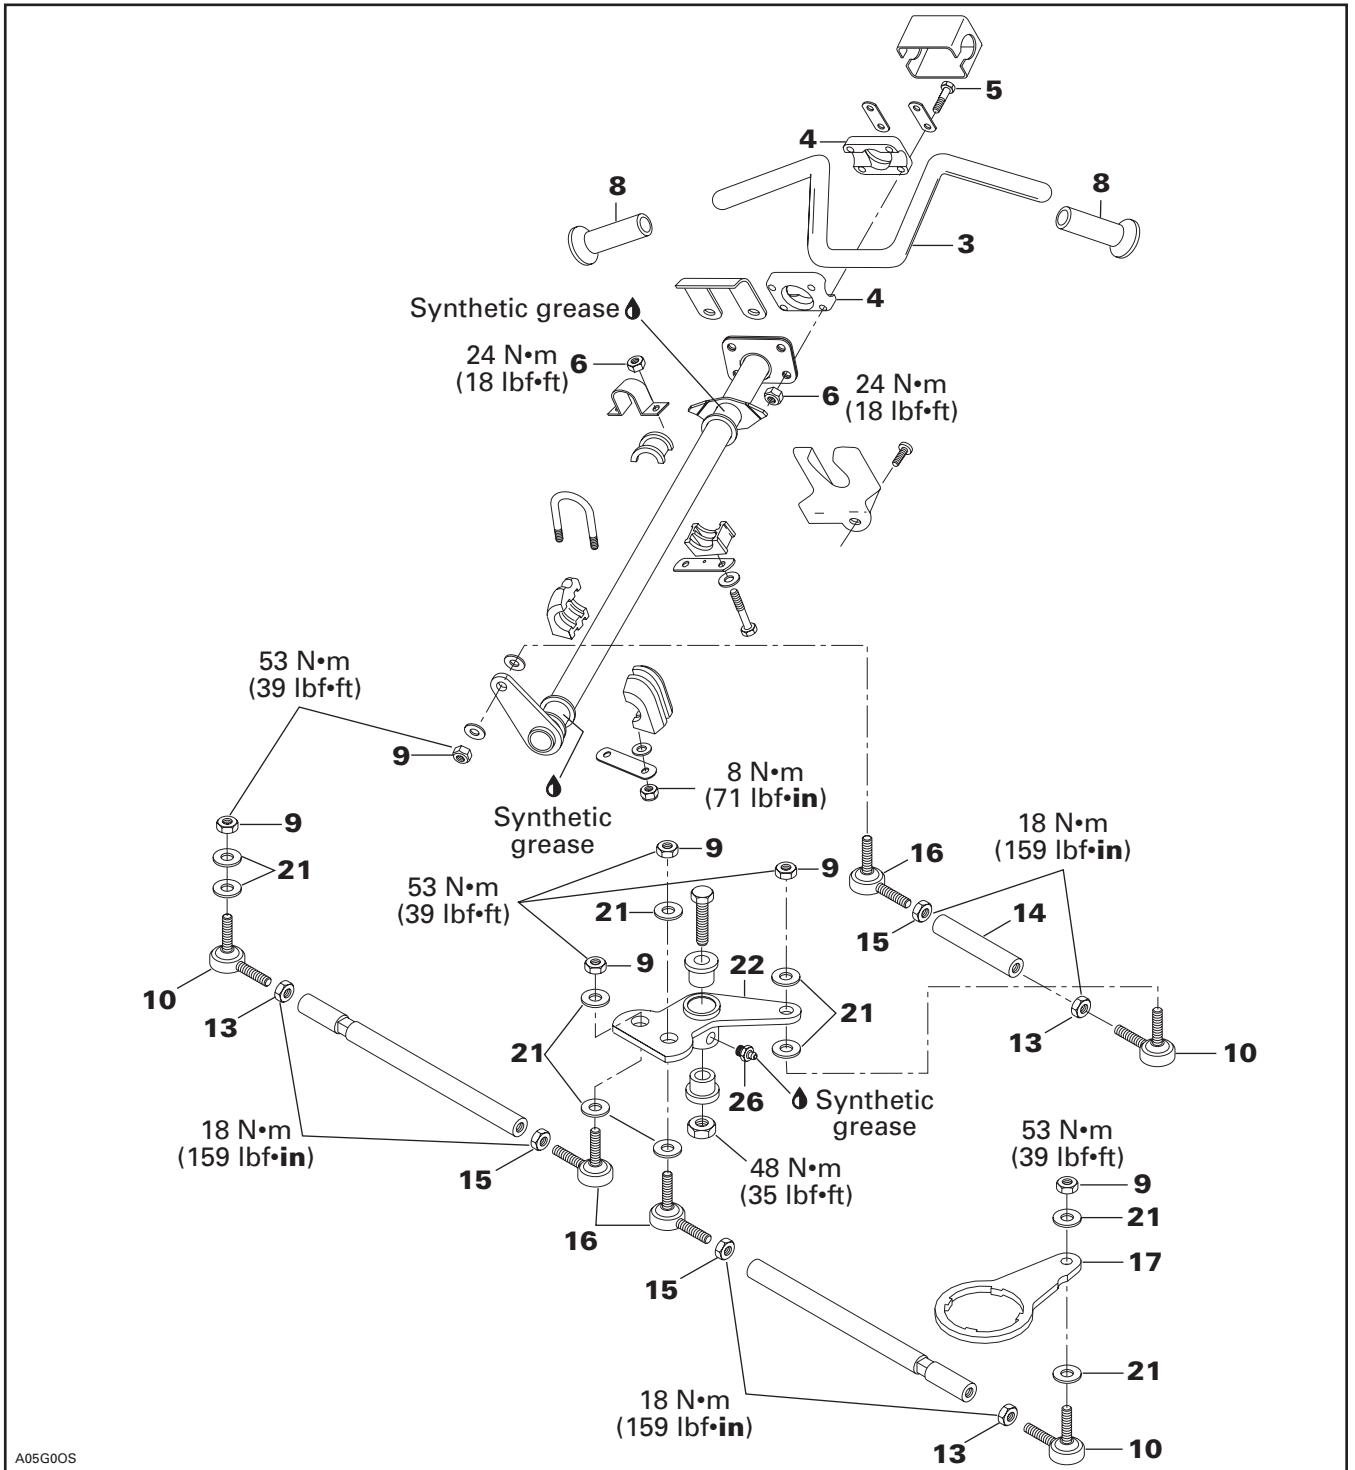 5
4
8
8
3
4
Synthetic grease
24 N•m
(18 lbf•ft)
6
6
24 N•m
(18 lbf•ft)
53 N•m
(39 lbf•ft)
9
8 N•m
(71 lbf•in)
Synthetic
grease
9
21
9
9
16
18 N•m
(159 lbf•in)
53 N•m
(39 lbf•ft)
21
14
15
9
22
10
13
21
13
10
21
26
Synthetic
grease
18 N•m
(159 lbf•in)
15
48 N•m
(35 lbf•ft)
53 N•m
(39 lbf•ft)
9
21
16
15
17
21
18 N•m
(159 lbf•in)
13
10
A05G0OS